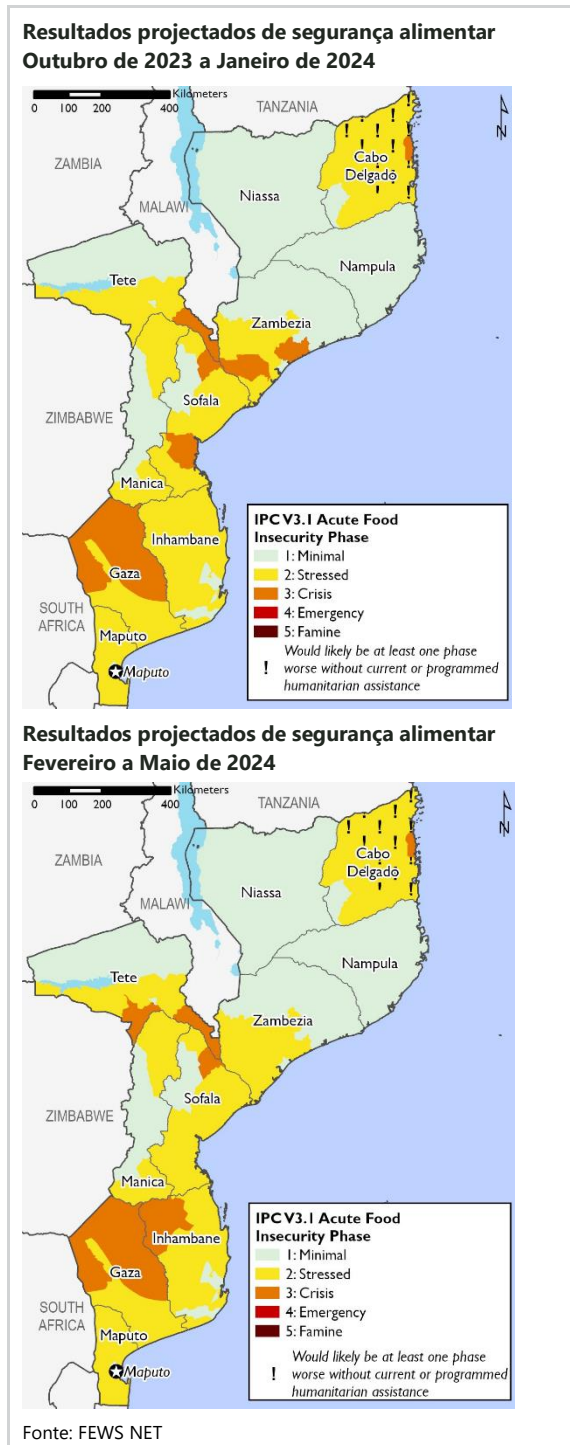 Resultados projectados de segurança alimentar
Outubro de 2023 a Janeiro de 2024
Kilometers
0 100 200 400
TANZANIA
N
ZAMBIA
Cabo
Delgado
MALAWI
Niassa
Nampula
Tete
Zambezia
Sofala
ZIMBABWE
Manica
Inhambane
Gaza
SOUTH
AFRICA
Maputo
Maputo
IPC V3.1 Acute Food
Insecurity Phase
1: Minimal
2: Stressed
3: Crisis
4: Emergency
5: Famine
Would likely be at least one phase
! worse without current or programmed
humanitarian assistance
Resultados projectados de segurança alimentar
Fevereiro a Maio de 2024
Kilometers
0 100 200 400
TANZANIA
N
ZAMBIA
Cabo
Delgado
MALAWI
Niassa
Nampula
Tete
Zambezia
Sofala
ZIMBABWE
Manica
Inhambane
Gaza
SOUTH
AFRICA
Maputo
Maputo
IPC V3.1 Acute Food
Insecurity Phase
1: Minimal
2: Stressed
3: Crisis
4: Emergency
5: Famine
Would likely be at least one phase
! worse without current or programmed
humanitarian assistance
Fonte: FEWS NET